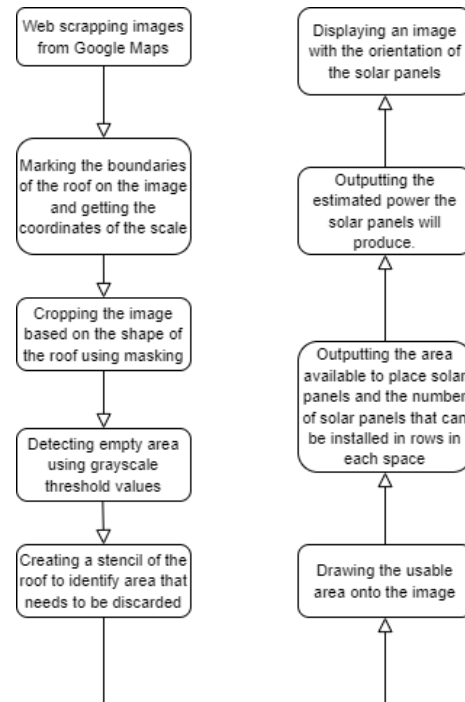 Web scrapping images
from Google Maps
Marking the boundaries
of the roof on the image
and getting the
coordinates of the scale
Cropping the image
based on the shape of
the roof using masking
Detecting empty area
using grayscale
threshold values
Creating a stencil of the
roof to identify area that
needs to be discarded
Drawing the usable
area onto the image
Outputting the area
available to place solar
panels and the number
of solar panels that can
be installed in rows in
each space
Outputting the
estimated power the
solar panels will
produce.
Displaying an image
with the orientation of
the solar panels